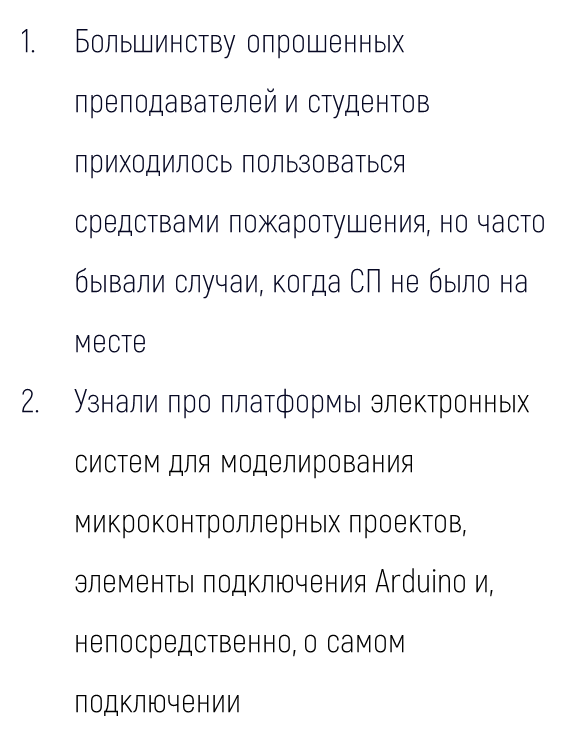 1. Большинству опрошенных
преподавателей и студентов
приходилось пользоваться
средствами пожаротушения, но часто
бывали случаи, когда СП не было на
месте
2. Узнали про платформы электронных
систем для моделирования
микроконтроллерных проектов,
элементы подключения Arduino и,
непосредственно, о самом
подключении